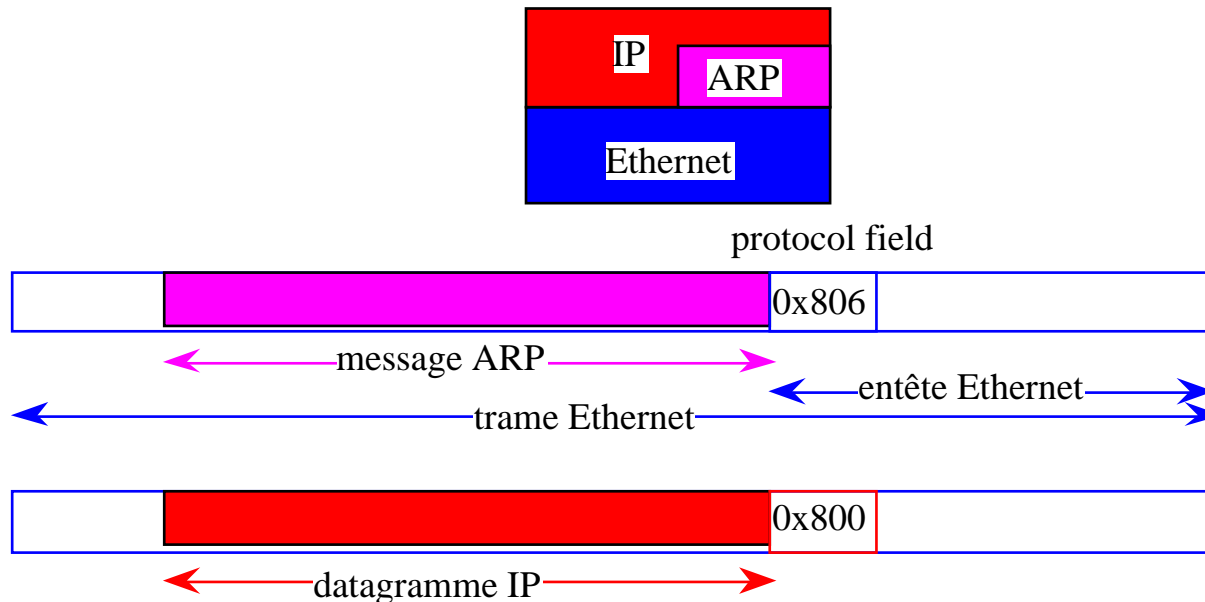 IP
ARP
Ethernet
protocol field
0x806
message ARP
entête Ethernet
trame Ethernet
0x800
datagramme IP